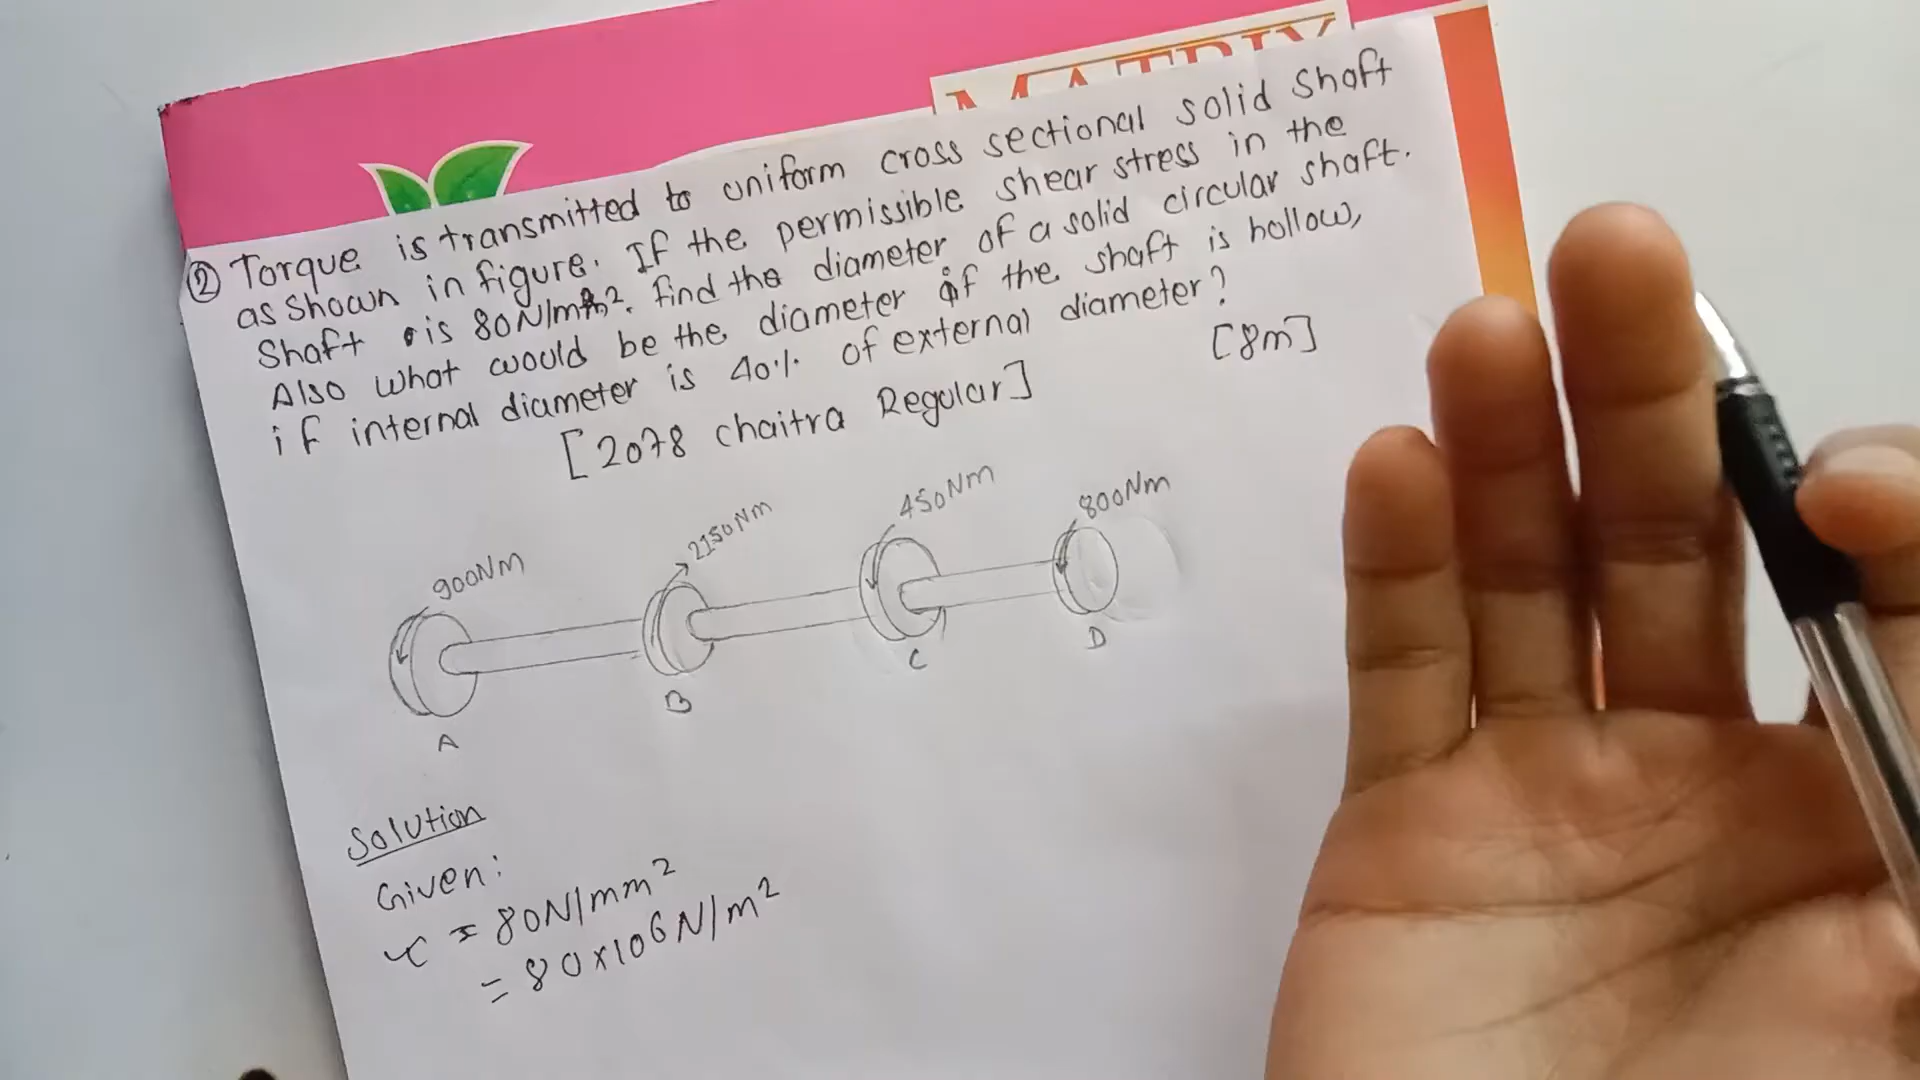 MATRIX
② Torque is transmitted to uniform cross sectional solid shaft
as shown in figure. If the permissible shear stress in the
shaft is 80N/mm². find the diameter of a solid circular shaft.
Also what would be the diameter if the shaft is hollow,
if internal diameter is 40% of external diameter?
[8m]
[2078 chaitra Regular]
900Nm
2150Nm
450Nm
800Nm
A
B
C
D
Solution
Given:
τ = 80N/mm²
= 80×10⁶N/m²